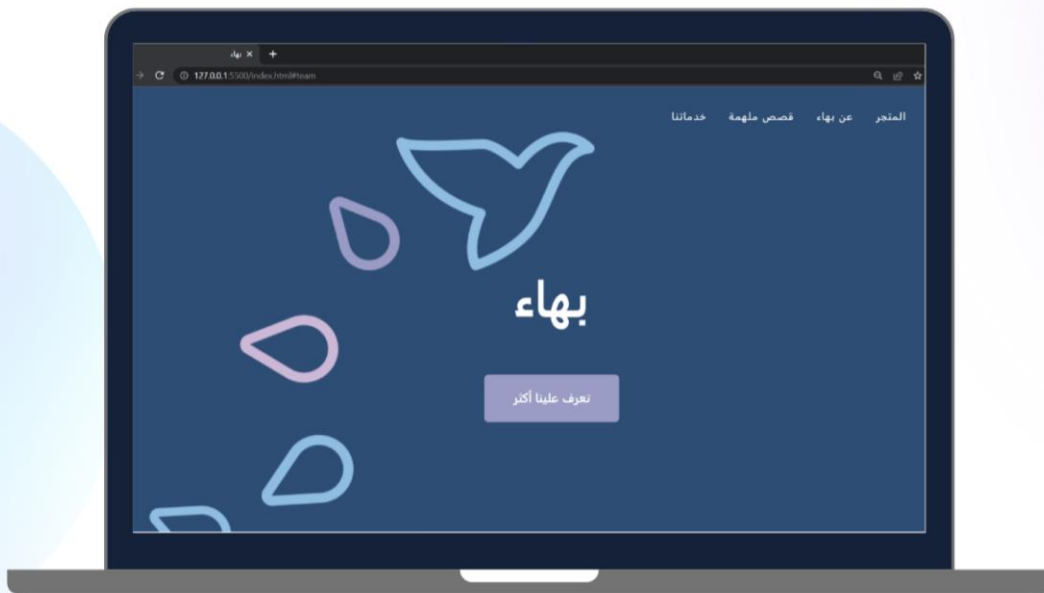 بهاء
127.0.0.1:5500/index.html#team
المتجر عن بهاء قصص ملهمة خدماتنا
بهاء
تعرف علينا أكثر